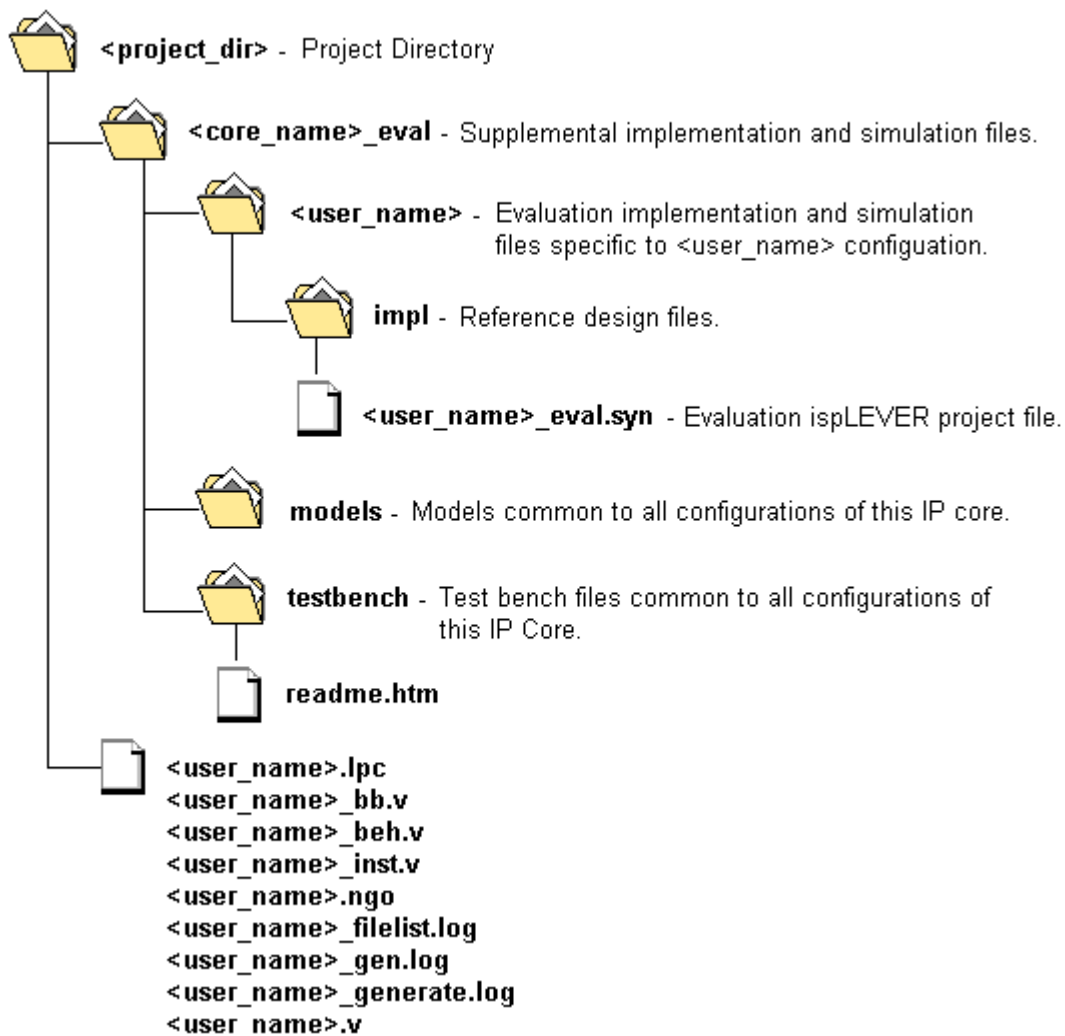 <project_dir> - Project Directory
<core_name>_eval - Supplemental implementation and simulation files.
<user_name> - Evaluation implementation and simulation
files specific to <user_name> configuation.
impl - Reference design files.
<user_name>_eval.syn - Evaluation ispLEVER project file.
models - Models common to all configurations of this IP core.
testbench - Test bench files common to all configurations of
this IP Core.
readme.htm
<user_name>.lpc
<user_name>_bb.v
<user_name>_beh.v
<user_name>_inst.v
<user_name>.ngo
<user_name>_filelist.log
<user_name>_gen.log
<user_name>_generate.log
<user_name>.v